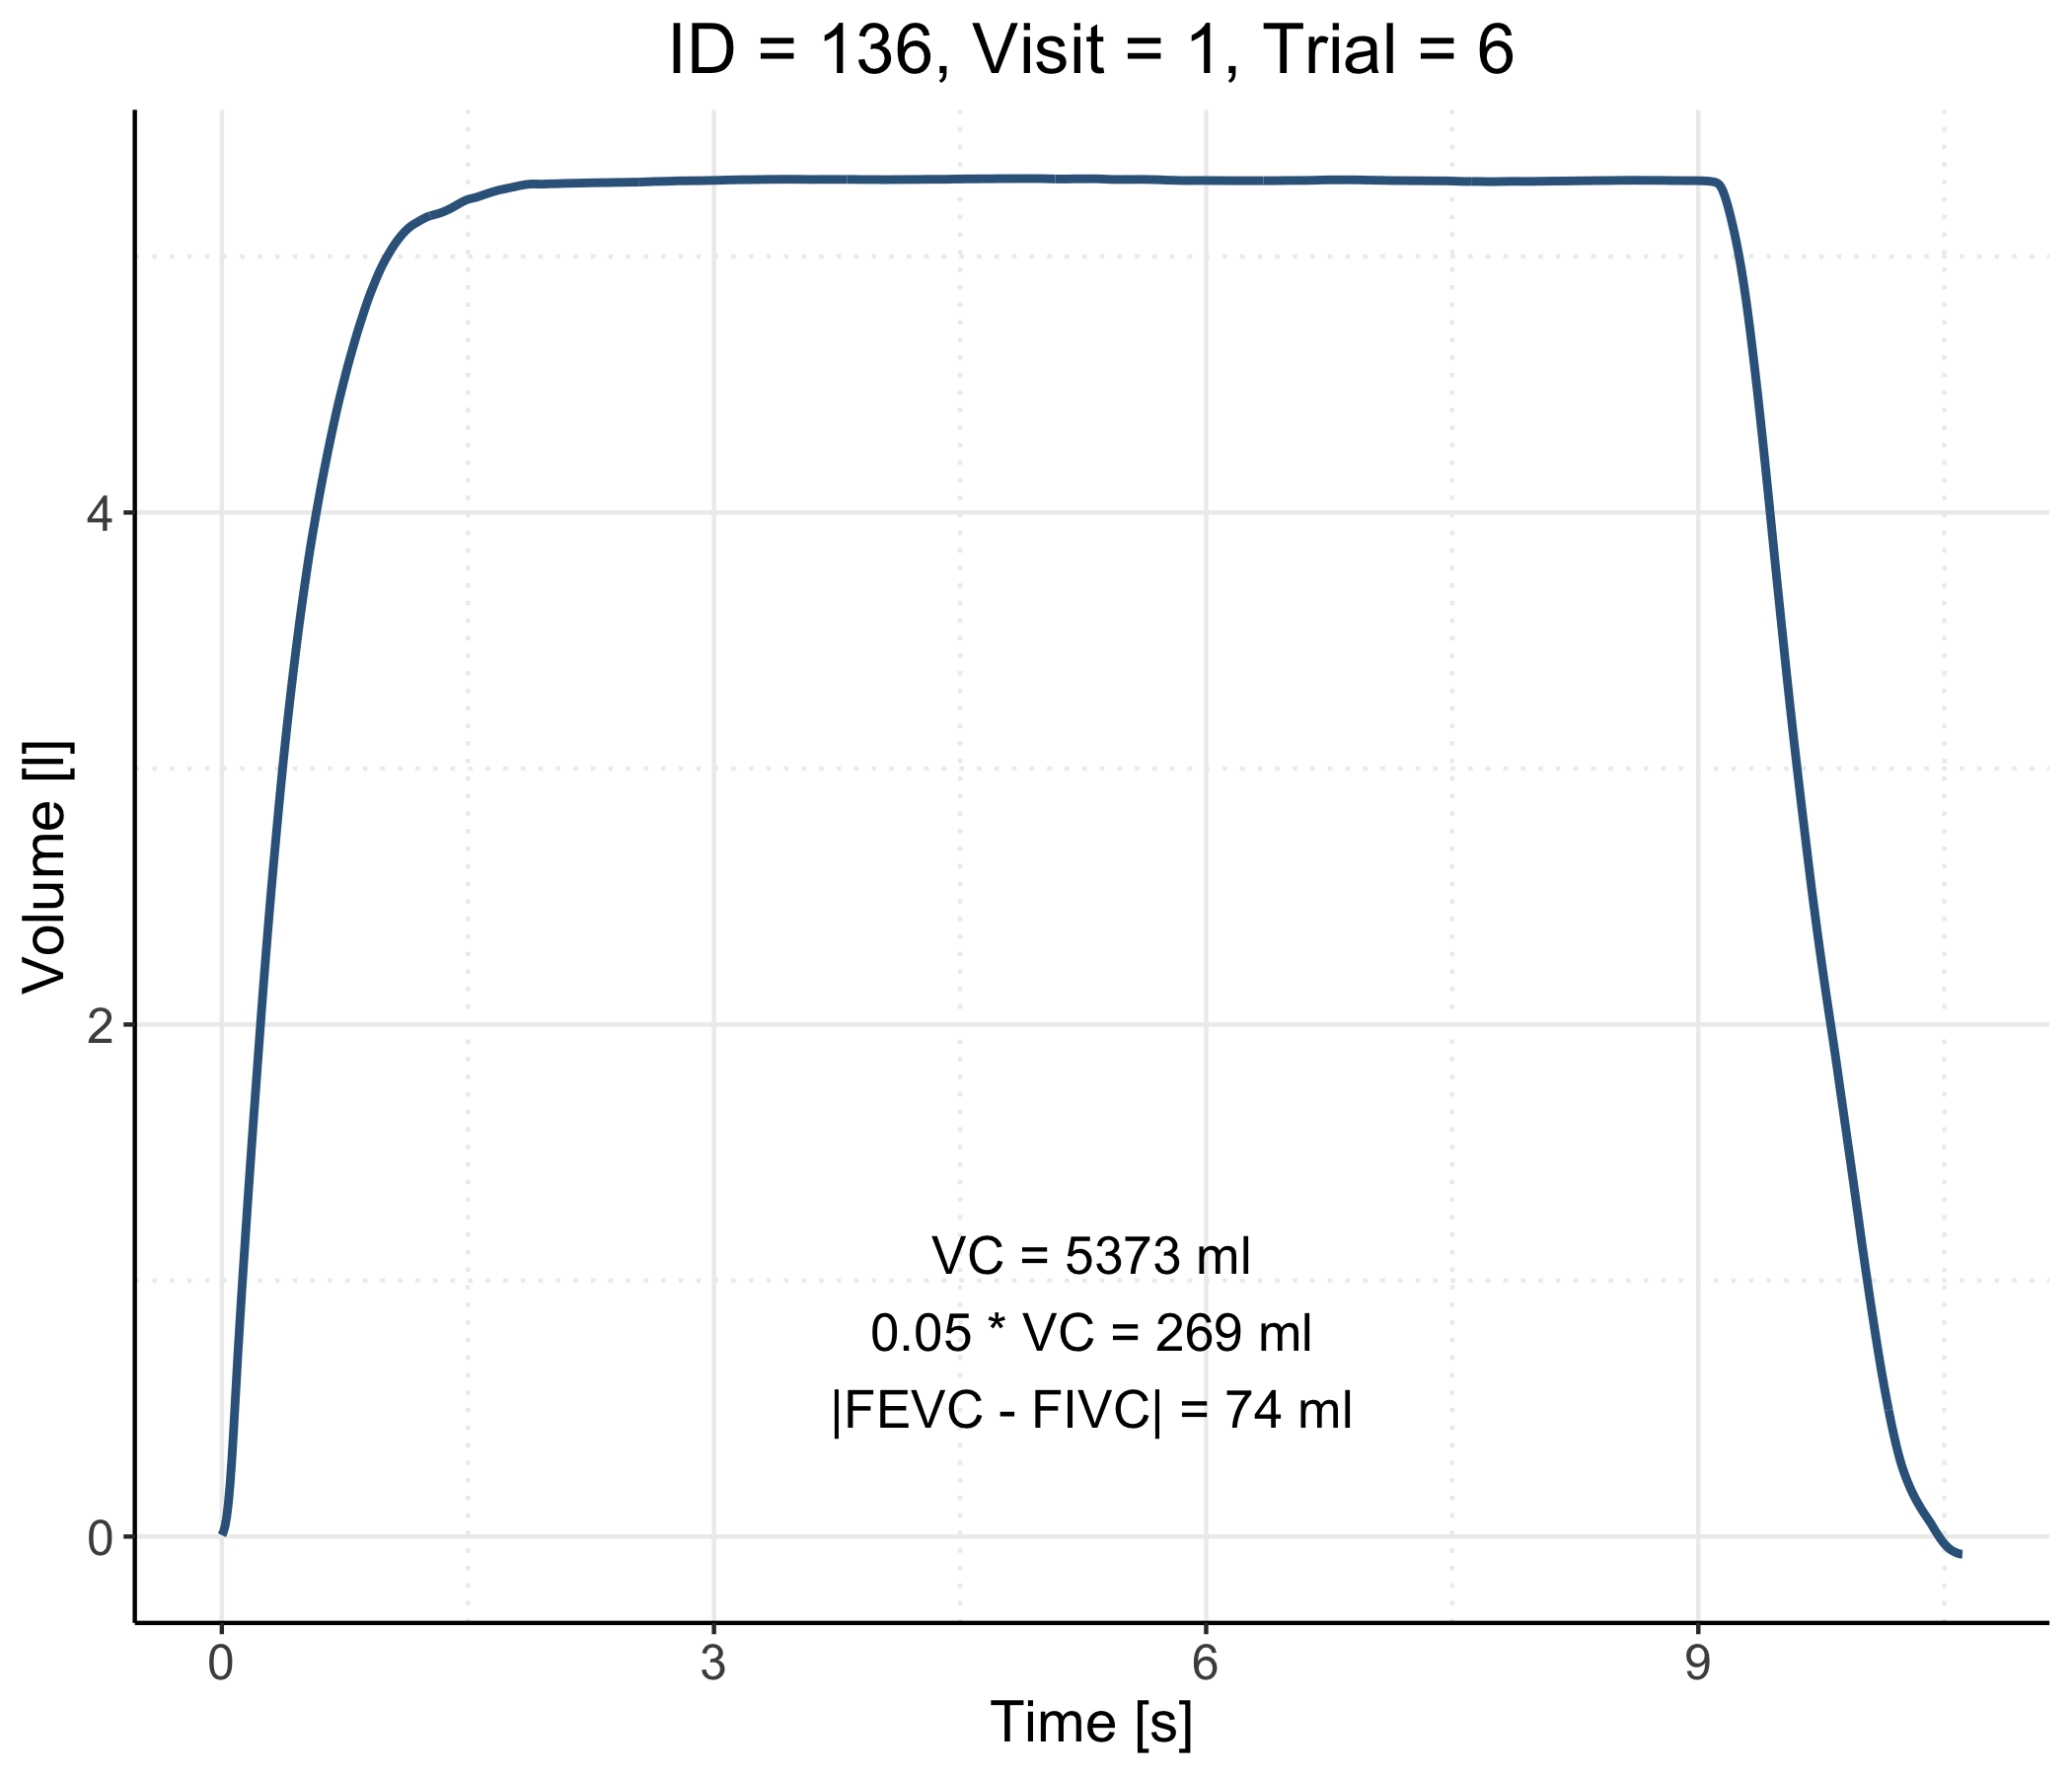 ID = 136, Visit = 1, Trial = 6
Volume [l]
4
2
0
VC = 5373 ml
0.05 * VC = 269 ml
|FEVC - FIVC| = 74 ml
0 3 6 9
Time [s]